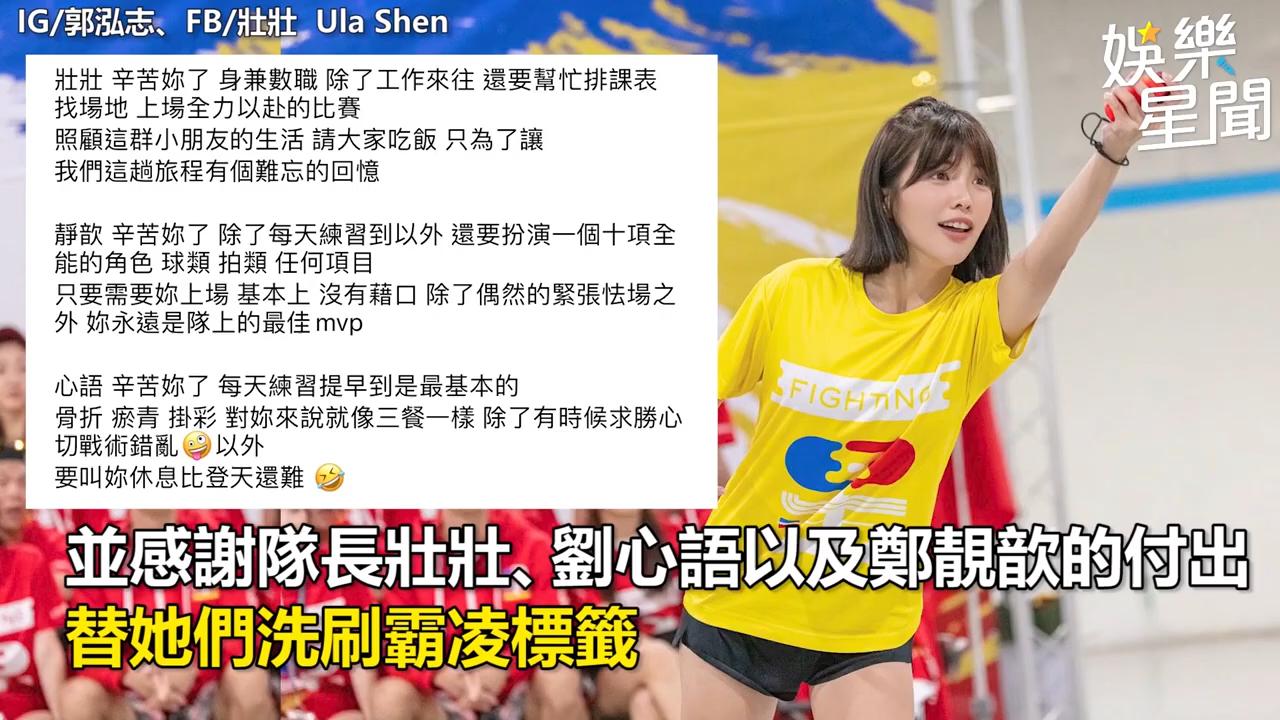 IG/郭泓志、FB/壯壯 Ula Shen
娛樂
星聞
壯壯 辛苦妳了 身兼數職 除了工作來往 還要幫忙排課表
找場地 上場全力以赴的比賽
照顧這群小朋友的生活 請大家吃飯 只為了讓
我們這趟旅程有個難忘的回憶
靜歆 辛苦妳了 除了每天練習到以外 還要扮演一個十項全
能的角色 球類 拍類 任何項目
只要需要妳上場 基本上 沒有藉口 除了偶然的緊張怯場之
外 妳永遠是隊上的最佳mvp
心語 辛苦妳了 每天練習提早到是最基本的
骨折 瘀青 掛彩 對妳來說就像三餐一樣 除了有時候求勝心
切戰術錯亂🤪以外
要叫妳休息比登天還難 🤣
FIGHTING
並感謝隊長壯壯、劉心語以及鄭靚歆的付出
替她們洗刷霸凌標籤